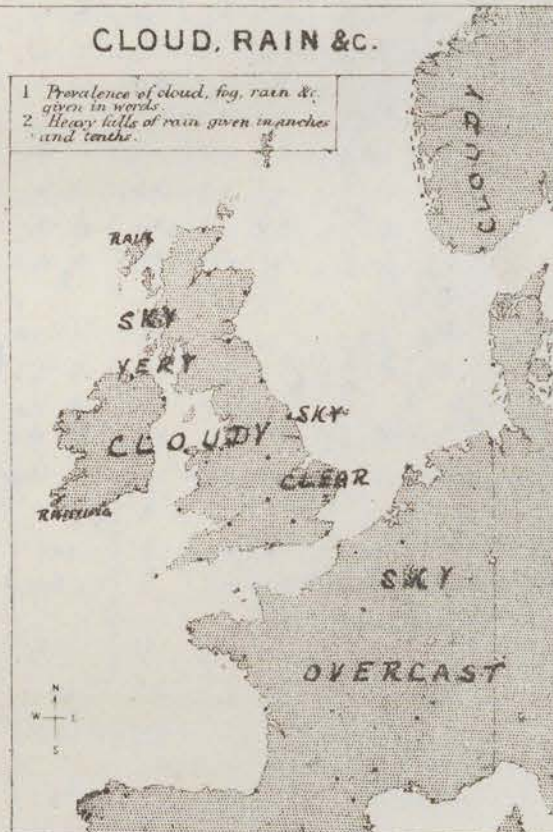 CLOUD, RAIN &C.
1 Prevalence of cloud, fog, rain &c.
given in words.
2 Heavy falls of rain given in inches
and tenths.
CLOUDY
RAIN
SKY
VERY
CLOUDY
SKY
CLEAR
RAINING
SKY
OVERCAST
N
W E
S